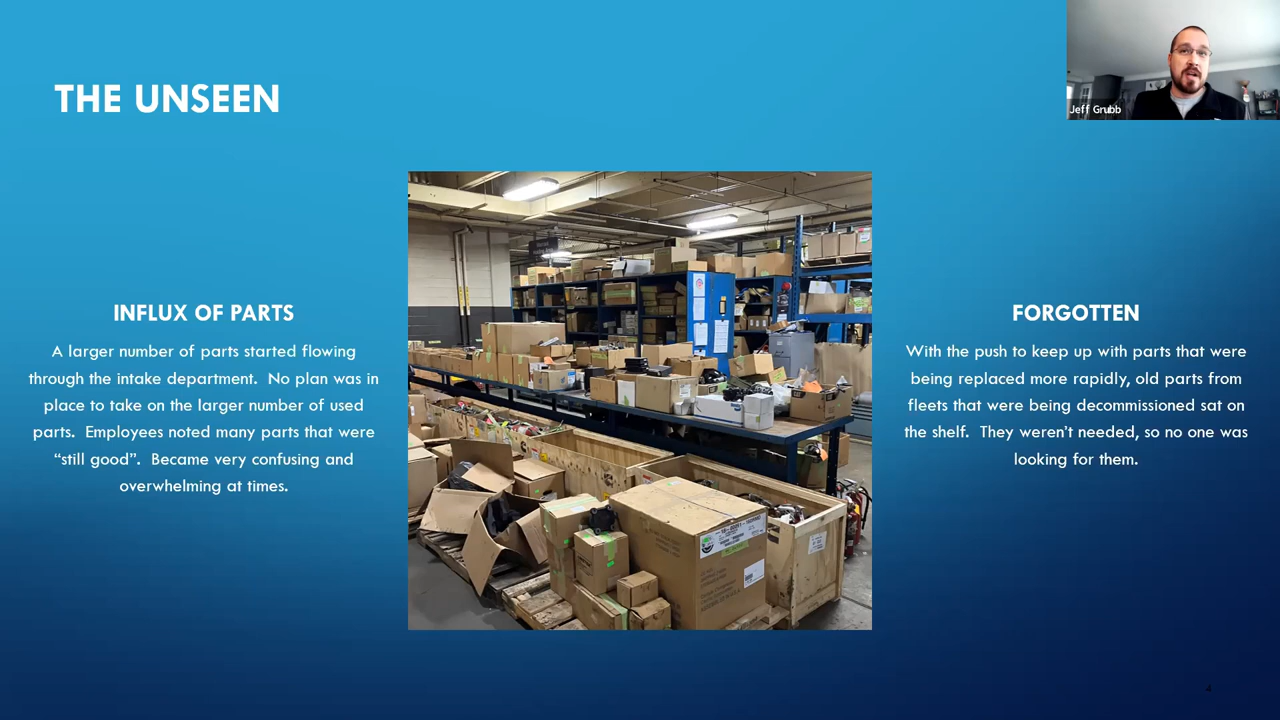 THE UNSEEN
Jeff Grubb
INFLUX OF PARTS
A larger number of parts started flowing
through the intake department.  No plan was in
place to take on the larger number of used
parts.  Employees noted many parts that were
“still good”.  Became very confusing and
overwhelming at times.
FORGOTTEN
With the push to keep up with parts that were
being replaced more rapidly, old parts from
fleets that were being decommissioned sat on
the shelf.  They weren’t needed, so no one was
looking for them.
4